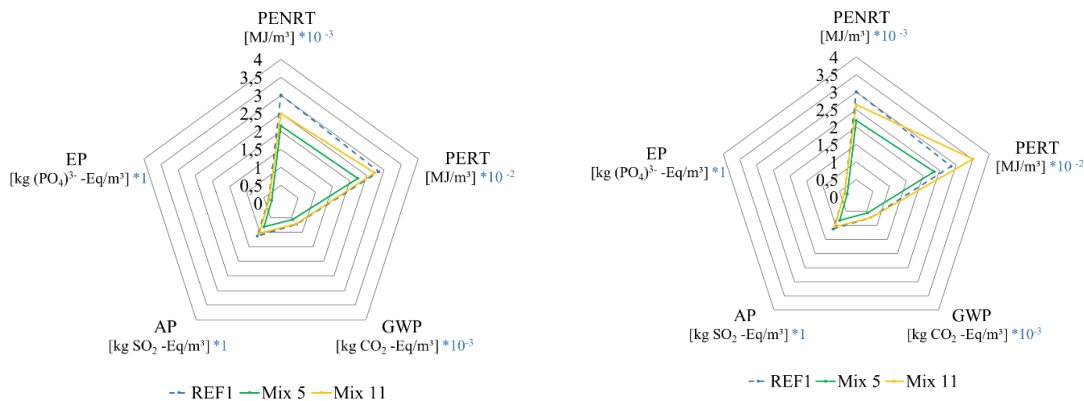 PENRT
[MJ/m³] *10 ⁻³
4
3,5
3
2,5
2
1,5
1
0,5
0
PERT
[MJ/m³] *10 ⁻²
GWP
[kg CO₂ -Eq/m³] *10⁻³
AP
[kg SO₂ -Eq/m³] *1
EP
[kg (PO₄)³⁻ -Eq/m³] *1
REF1 Mix 5 Mix 11
PENRT
[MJ/m³] *10 ⁻³
4
3,5
3
2,5
2
1,5
1
0,5
0
PERT
[MJ/m³] *10 ⁻²
GWP
[kg CO₂ -Eq/m³] *10⁻³
AP
[kg SO₂ -Eq/m³] *1
EP
[kg (PO₄)³⁻ -Eq/m³] *1
REF1 Mix 5 Mix 11